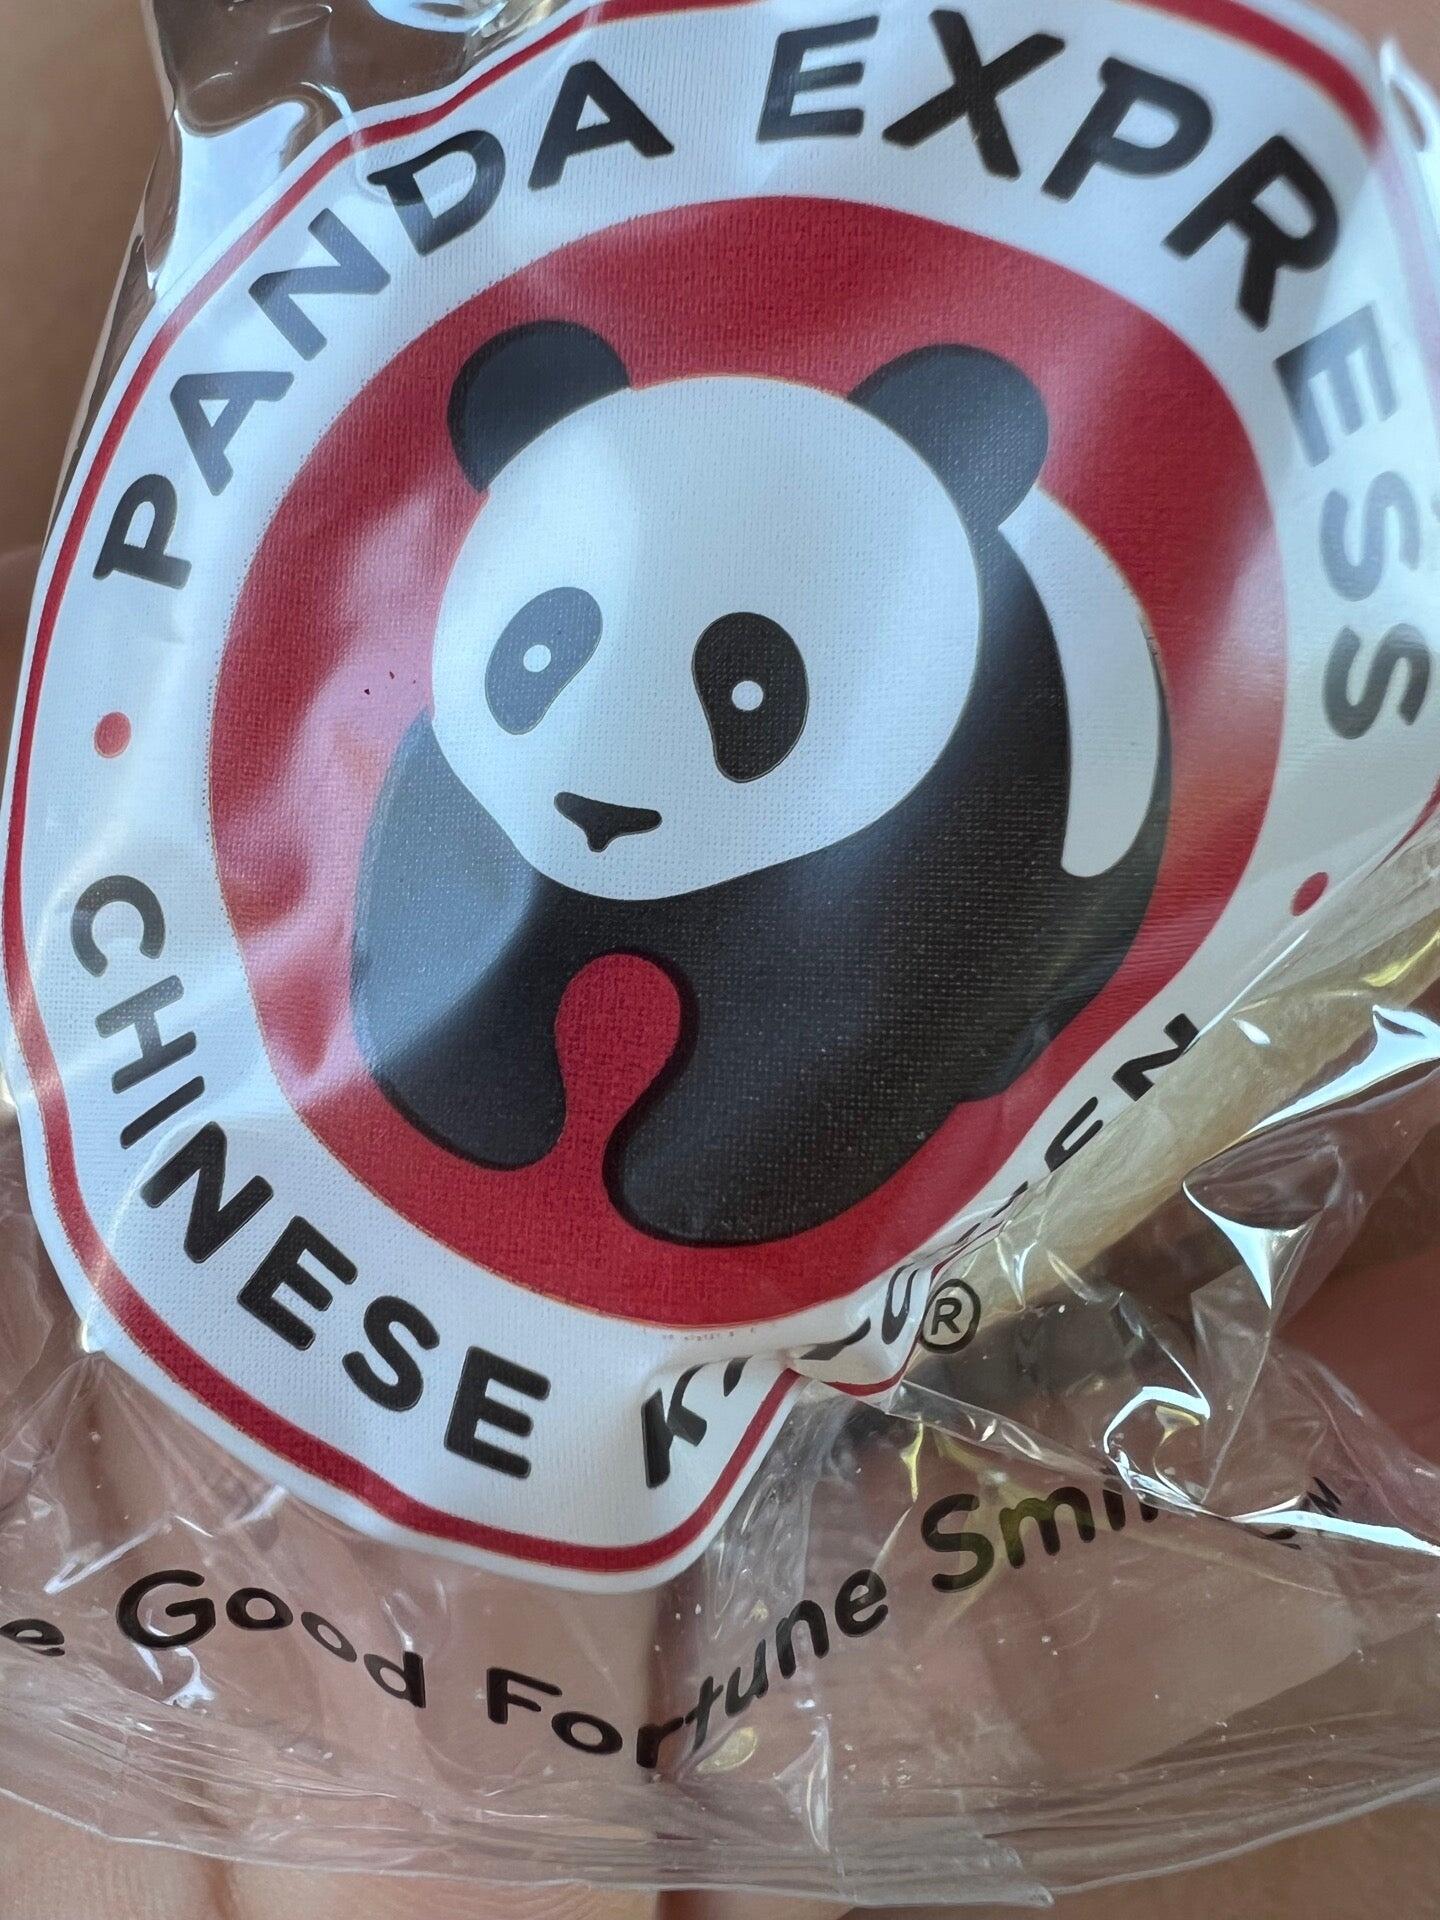 PANDA EXPRESS
CHINESE
®
Good Fortune